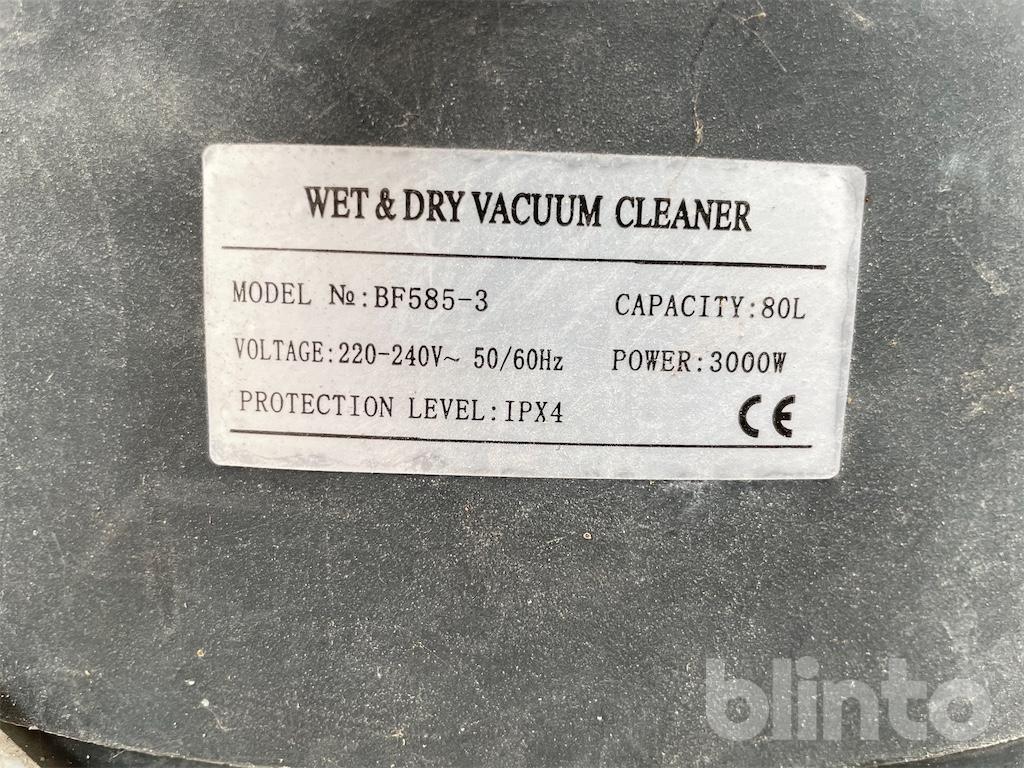 WET & DRY VACUUM CLEANER
MODEL №:BF585-3 CAPACITY:80L
VOLTAGE:220-240V~ 50/60Hz POWER:3000W
PROTECTION LEVEL:IPX4 CE
blinto